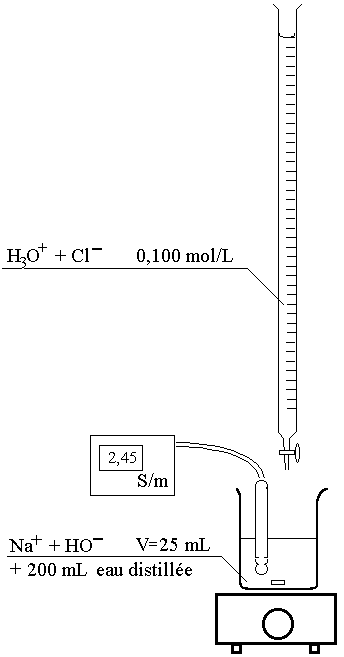 H₃O⁺ + Cl⁻ 0,100 mol/L
2,45
S/m
Na⁺ + HO⁻ V=25 mL
+ 200 mL eau distillée